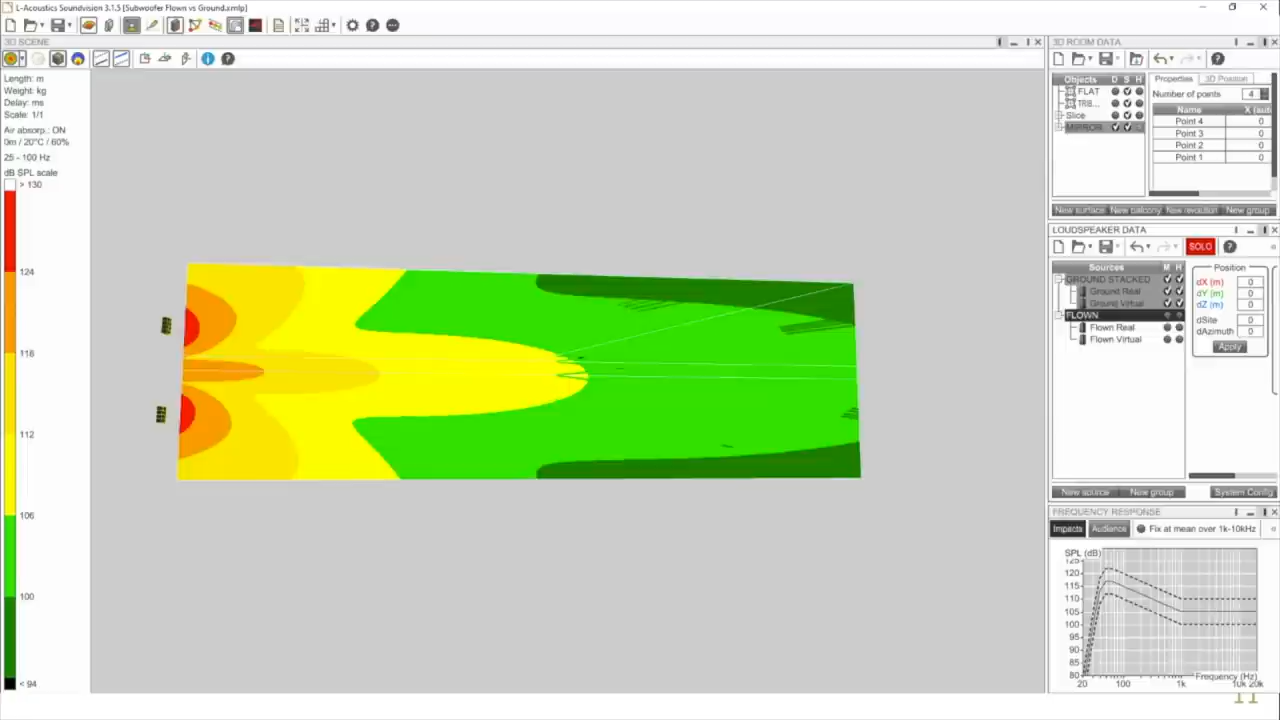 L-Acoustics Soundvision 3.1.5 [Subwoofer Flown vs Ground.xmlp]
3D SCENE
Length: m
Weight: kg
Delay: ms
Scale: 1/1
Air absorp.: ON
0m / 20°C / 60%
25 - 100 Hz
dB SPL scale
> 130
124
118
112
106
100
< 94
3D ROOM DATA
Objects D S H
FLAT
TRIB...
Slice
MIRROR
Properties 3D Position
Number of points 4
Name X (aut
Point 4 0
Point 3 0
Point 2 0
Point 1 0
New surface New balcony New revolution New group
LOUDSPEAKER DATA
SOLO
Sources M H
GROUND STACKED
Ground Real
Ground Virtual
FLOWN
Flown Real
Flown Virtual
Position
dX (m) 0
dY (m) 0
dZ (m) 0
dSite 0
dAzimuth 0
Apply
New source New group System Config
FREQUENCY RESPONSE
Impacts Audience Fix at mean over 1k-10kHz
SPL (dB)
125
120
115
110
105
100
95
90
85
80
Frequency (Hz)
20 100 1k 10k 20k
11